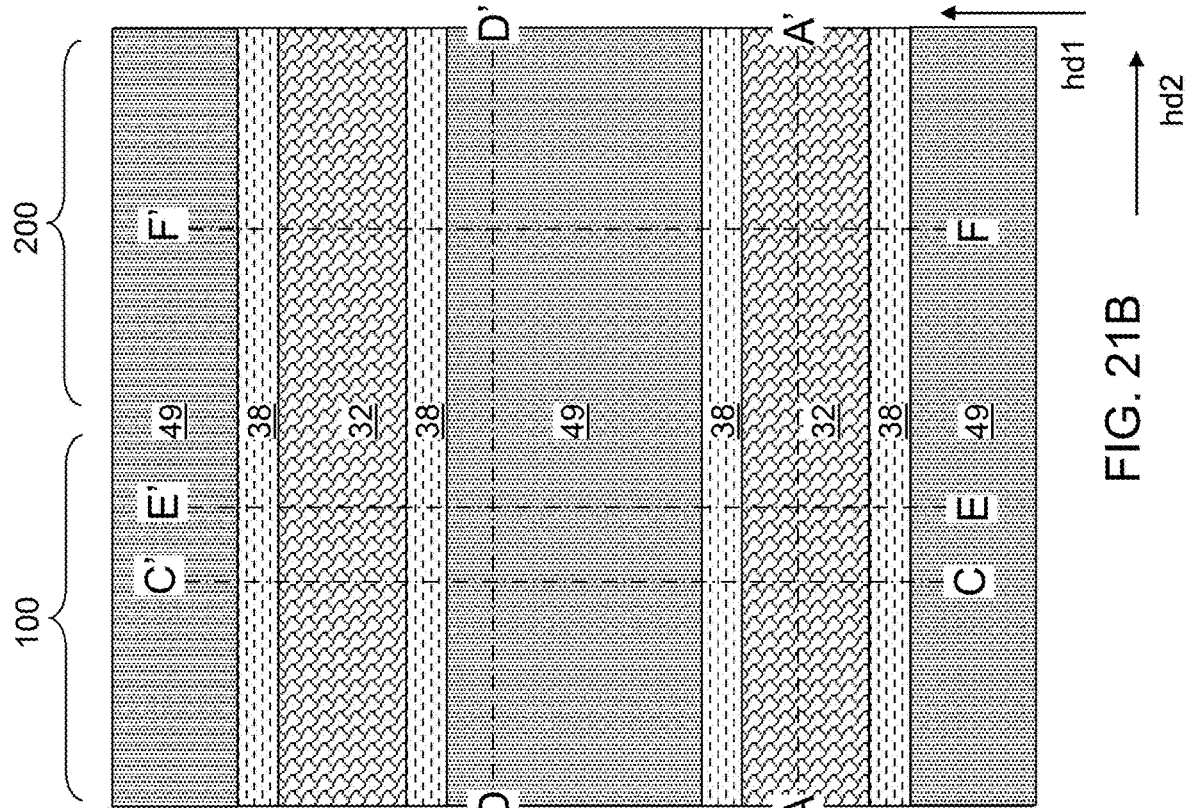 100 200
C' E' F'
49
38
32
38
D D'
49
38
A 32 A'
38
C E 49 F
hd1
hd2
FIG. 21B